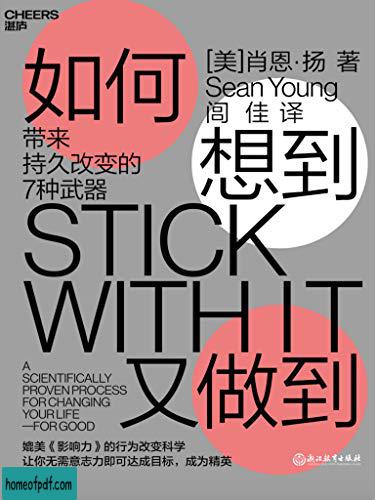 CHEERS
湛庐
[美]肖恩·扬 著
Sean Young
闾佳 译
如何
想到
带来
持久改变的
7种武器
STICK
WITH IT
A
SCIENTIFICALLY
PROVEN PROCESS
FOR CHANGING
YOUR LIFE
—FOR GOOD
又做到
媲美《影响力》的行为改变科学
让你无需意志力即可达成目标，成为精英
浙江教育出版社
homeofpdf.com